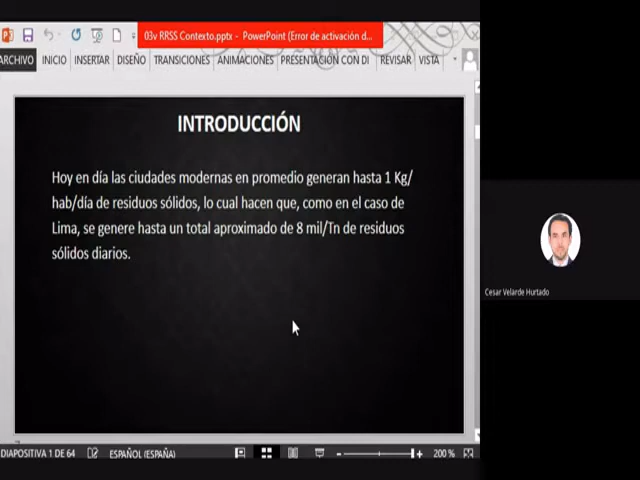 03v RRSS Contexto.pptx - PowerPoint (Error de activación d...
ARCHIVO INICIO INSERTAR DISEÑO TRANSICIONES ANIMACIONES PRESENTACIÓN CON DI REVISAR VISTA
INTRODUCCIÓN
Hoy en día las ciudades modernas en promedio generan hasta 1 Kg/
hab/día de residuos sólidos, lo cual hacen que, como en el caso de
Lima, se genere hasta un total aproximado de 8 mil/Tn de residuos
sólidos diarios.
Cesar Velarde Hurtado
DIAPOSITIVA 1 DE 64 ESPAÑOL (ESPAÑA) 200 %